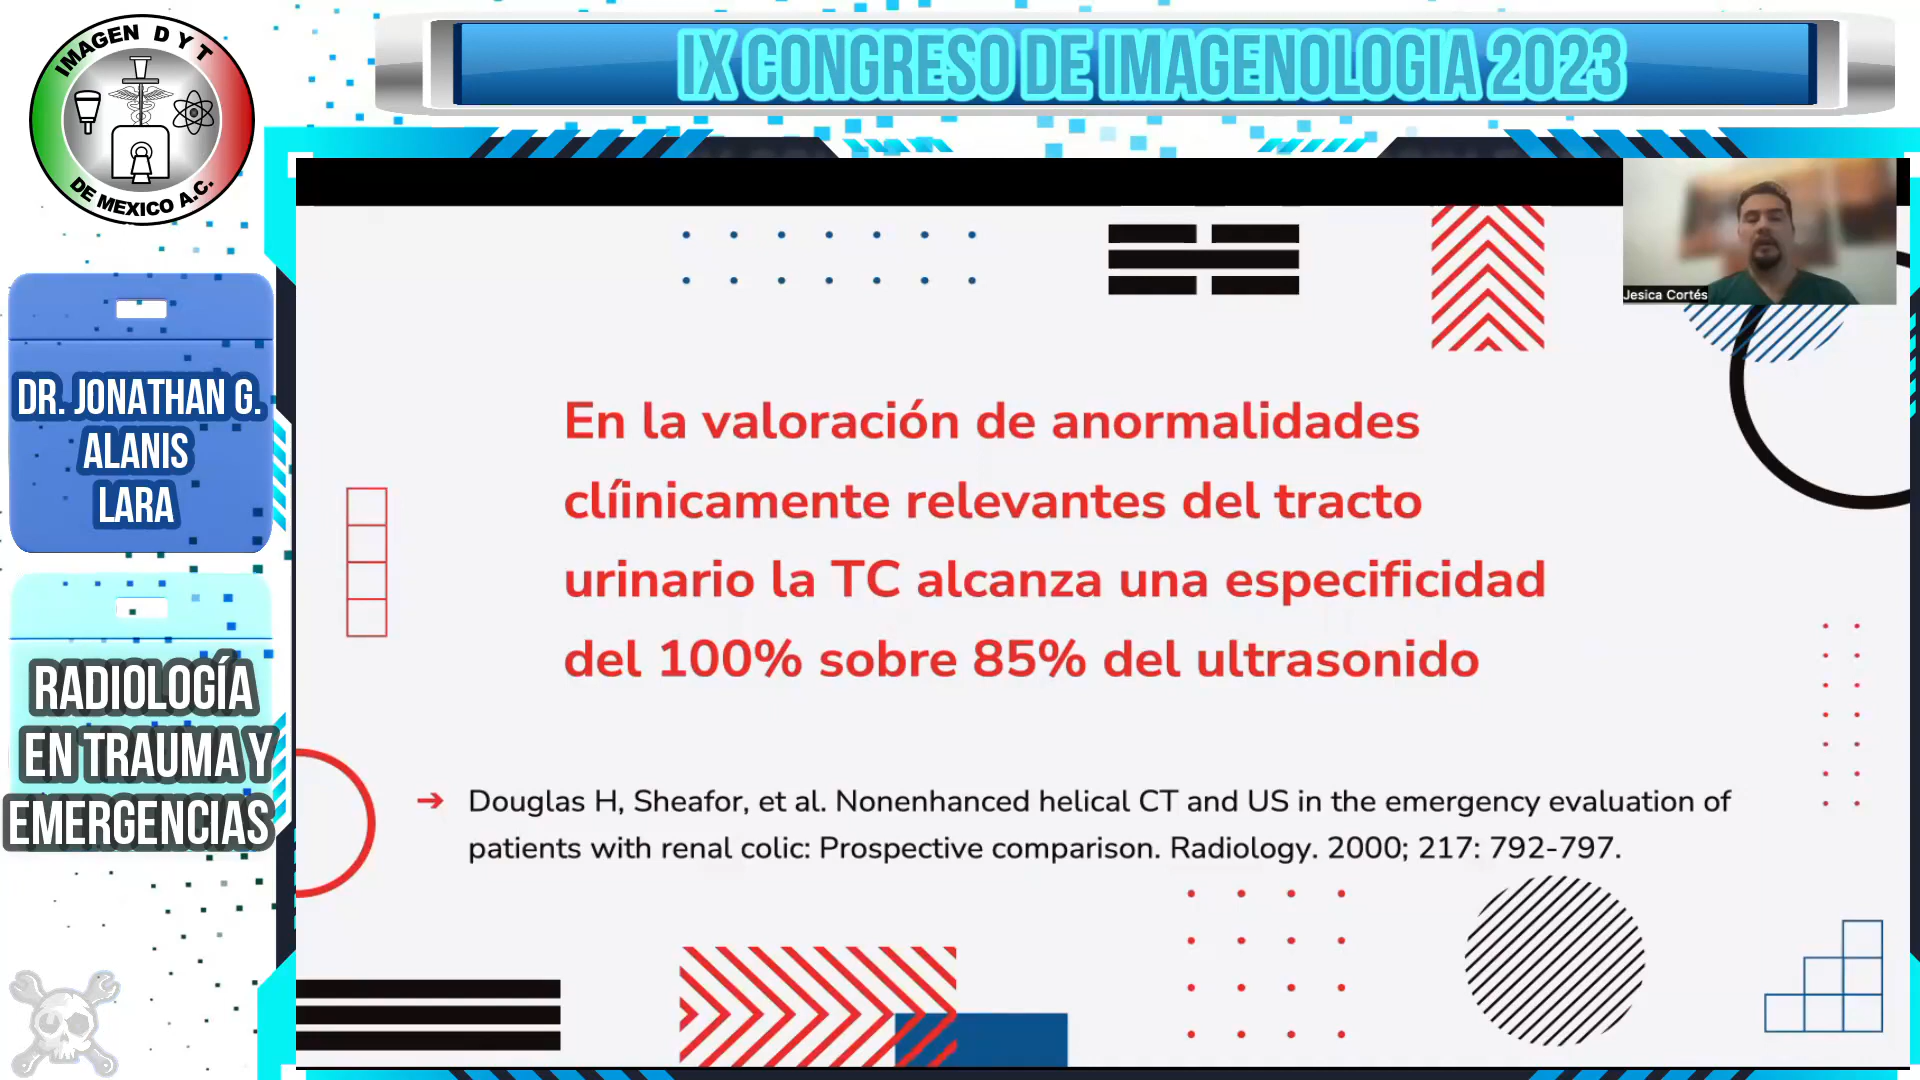 IMAGEN D Y T
DE MEXICO A.C.
IX CONGRESO DE IMAGENOLOGIA 2023
Jesica Cortés
DR. JONATHAN G.
ALANIS
LARA
RADIOLOGÍA
EN TRAUMA Y
EMERGENCIAS
En la valoración de anormalidades
clíinicamente relevantes del tracto
urinario la TC alcanza una especificidad
del 100% sobre 85% del ultrasonido
➔ Douglas H, Sheafor, et al. Nonenhanced helical CT and US in the emergency evaluation of
patients with renal colic: Prospective comparison. Radiology. 2000; 217: 792-797.